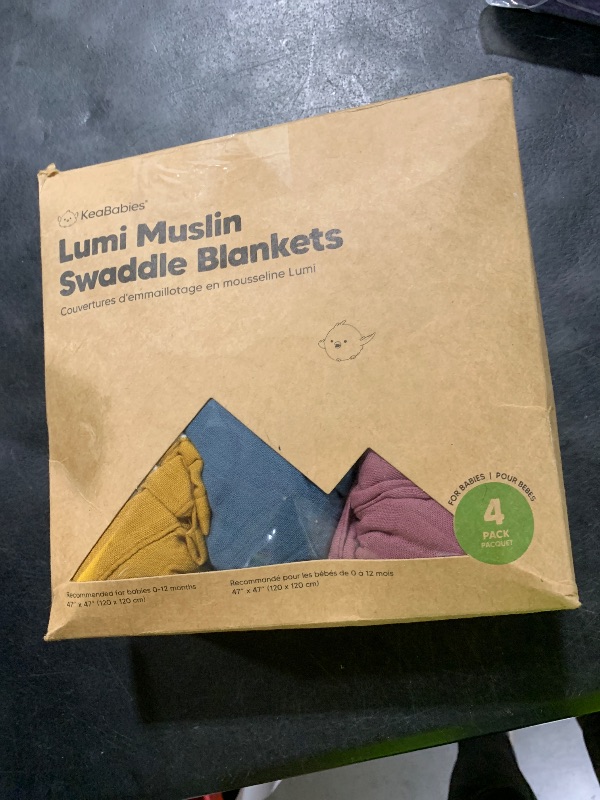 KeaBabies
Lumi Muslin
Swaddle Blankets
Couvertures d'emmaillotage en mousseline Lumi
FOR BABIES | POUR BÉBÉS
4
PACK
PACQUET
Recommended for babies 0-12 months
47" x 47" (120 x 120 cm)
Recommandé pour les bébés de 0 a 12 mois
47" x 47" (120 x 120 cm)